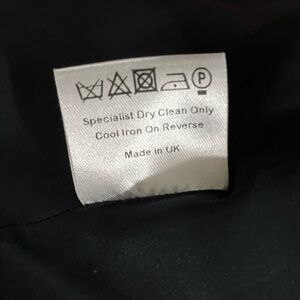 P
Specialist Dry Clean Only
Cool Iron On Reverse
Made in UK